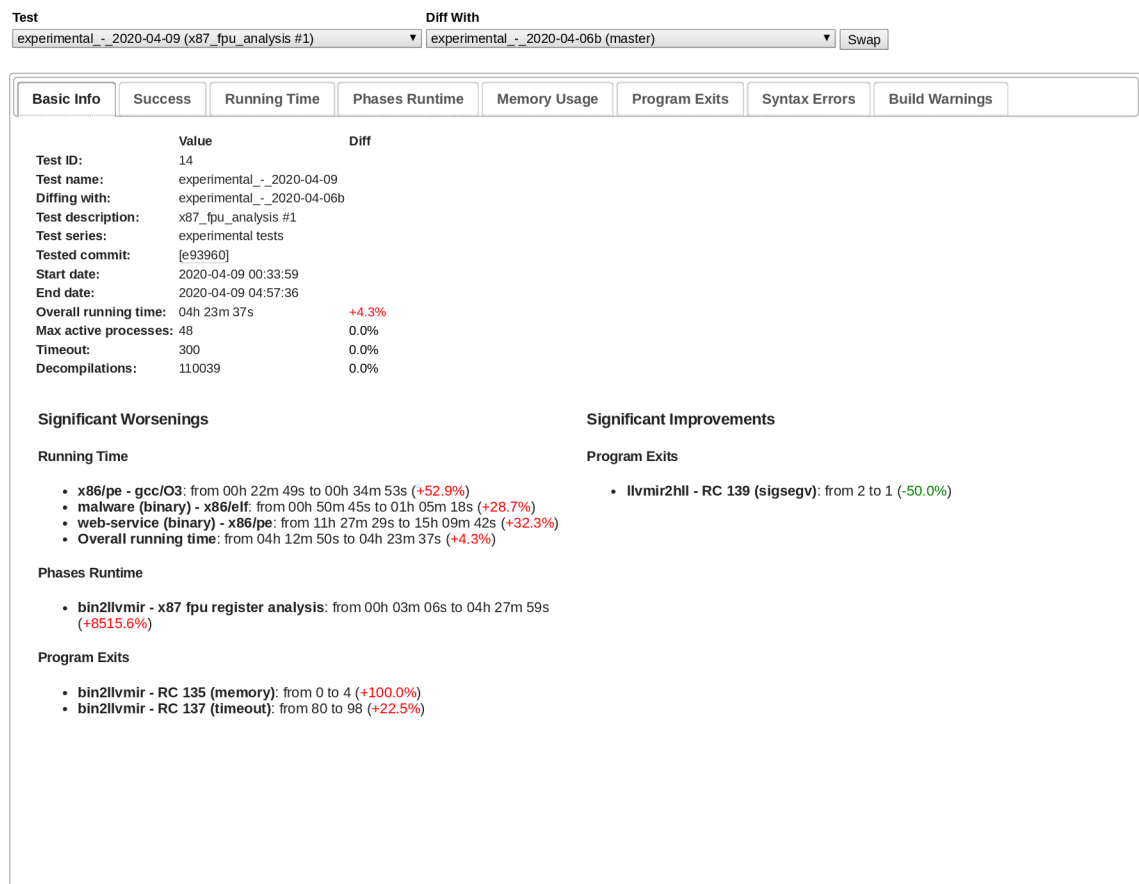 Test Diff With
experimental_-_2020-04-09 (x87_fpu_analysis #1) experimental_-_2020-04-06b (master) Swap
Basic Info Success Running Time Phases Runtime Memory Usage Program Exits Syntax Errors Build Warnings
Value Diff
Test ID: 14
Test name: experimental_-_2020-04-09
Diffing with: experimental_-_2020-04-06b
Test description: x87_fpu_analysis #1
Test series: experimental tests
Tested commit: [e93960]
Start date: 2020-04-09 00:33:59
End date: 2020-04-09 04:57:36
Overall running time: 04h 23m 37s +4.3%
Max active processes: 48 0.0%
Timeout: 300 0.0%
Decompilations: 110039 0.0%
Significant Worsenings
Running Time
• x86/pe - gcc/O3: from 00h 22m 49s to 00h 34m 53s (+52.9%)
• malware (binary) - x86/elf: from 00h 50m 45s to 01h 05m 18s (+28.7%)
• web-service (binary) - x86/pe: from 11h 27m 29s to 15h 09m 42s (+32.3%)
• Overall running time: from 04h 12m 50s to 04h 23m 37s (+4.3%)
Phases Runtime
• bin2llvmir - x87 fpu register analysis: from 00h 03m 06s to 04h 27m 59s
(+8515.6%)
Program Exits
• bin2llvmir - RC 135 (memory): from 0 to 4 (+100.0%)
• bin2llvmir - RC 137 (timeout): from 80 to 98 (+22.5%)
Significant Improvements
Program Exits
• llvmir2hll - RC 139 (sigsegv): from 2 to 1 (-50.0%)